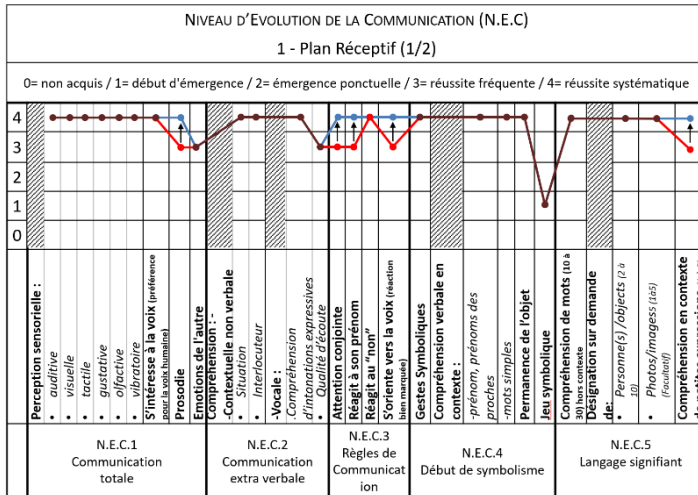 NIVEAU D'EVOLUTION DE LA COMMUNICATION (N.E.C)
1 - Plan Réceptif (1/2)
0= non acquis / 1= début d'émergence / 2= émergence ponctuelle / 3= réussite fréquente / 4= réussite systématique
4
3
2
1
0
Perception sensorielle :
• auditive
• visuelle
• tactile
• gustative
• olfactive
• vibratoire
S'intéresse à la voix (préférence
pour la voix humaine)
Prosodie
Emotions de l'autre
Compréhension : -
-Contextuelle non verbale
• Situation
• Interlocuteur
-Vocale :
.Compréhension
d'intonations expressives
• Qualité d'écoute
Attention conjointe
Réagit à son prénom
Réagit au "non"
S'oriente vers la voix (réaction
bien marquée)
Gestes Symboliques
Compréhension verbale en
contexte :
-prénom, prénoms des
proches
-mots simples
Permanence de l'objet
Jeu symbolique
Compréhension de mots (10 à
30) hors contexte
Désignation sur demande
de:
• Personne(s) /objects (2 à
10)
• Photos/imagess (1à5)
(Facultatif)
Compréhension en contexte
N.E.C.1
Communication
totale
N.E.C.2
Communication
extra verbale
N.E.C.3
Règles de
Communicat
ion
N.E.C.4
Début de symbolisme
N.E.C.5
Langage signifiant